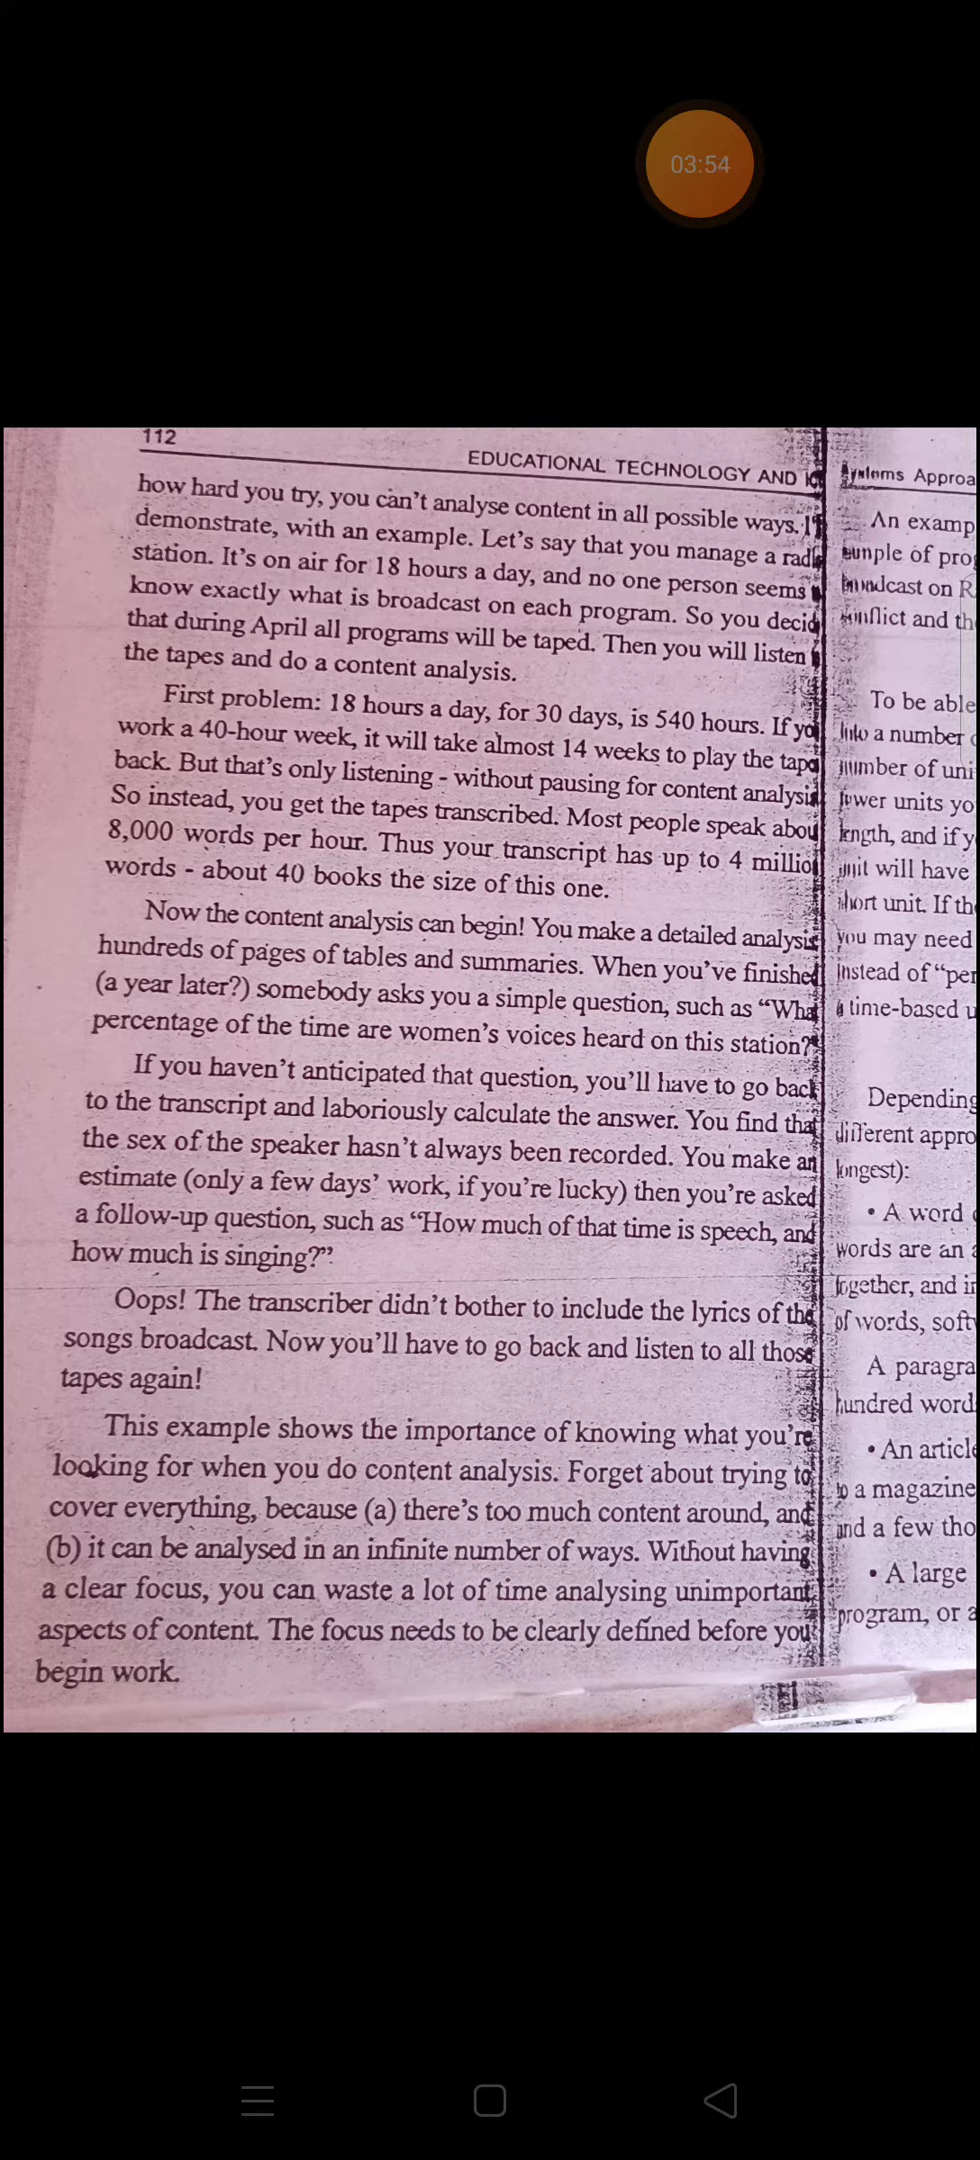 03:54
112
EDUCATIONAL TECHNOLOGY AND
how hard you try, you can't analyse content in all possible ways.
demonstrate, with an example. Let's say that you manage a
station. It's on air for 18 hours a day, and no one person seems
know exactly what is broadcast on each program. So you
that during April all programs will be taped. Then you will listen
the tapes and do a content analysis.
First problem: 18 hours a day, for 30 days, is 540 hours. If
work a 40-hour week, it will take almost 14 weeks to play the
back. But that's only listening - without pausing for content
So instead, you get the tapes transcribed. Most people speak
8,000 words per hour. Thus your transcript has up to 4
words - about 40 books the size of this one.
Now the content analysis can begin! You make a detailed analysis
hundreds of pages of tables and summaries. When you've finished
(a year later?) somebody asks you a simple question, such as "What
percentage of the time are women's voices heard on this station?"
If you haven't anticipated that question, you'll have to go back
to the transcript and laboriously calculate the answer. You find that
the sex of the speaker hasn't always been recorded. You make an
estimate (only a few days' work, if you're lucky) then you're asked
a follow-up question, such as "How much of that time is speech, and
how much is singing?"
Oops! The transcriber didn't bother to include the lyrics of the
songs broadcast. Now you'll have to go back and listen to all those
tapes again!
This example shows the importance of knowing what you're
looking for when you do content analysis. Forget about trying to
cover everything, because (a) there's too much content around, and
(b) it can be analysed in an infinite number of ways. Without having
a clear focus, you can waste a lot of time analysing unimportant
aspects of content. The focus needs to be clearly defined before you
begin work.
Approa
An examp
of pro
on R
and th
To be able
a number
of uni
units yo
and if y
will have
unit. If th
you may need
instead of "per
time-based u
Depending
different appro
longest):
• A word
words are an
together, and in
of words, soft
A paragra
hundred word
• An article
a magazine
and a few tho
• A large
program, or a